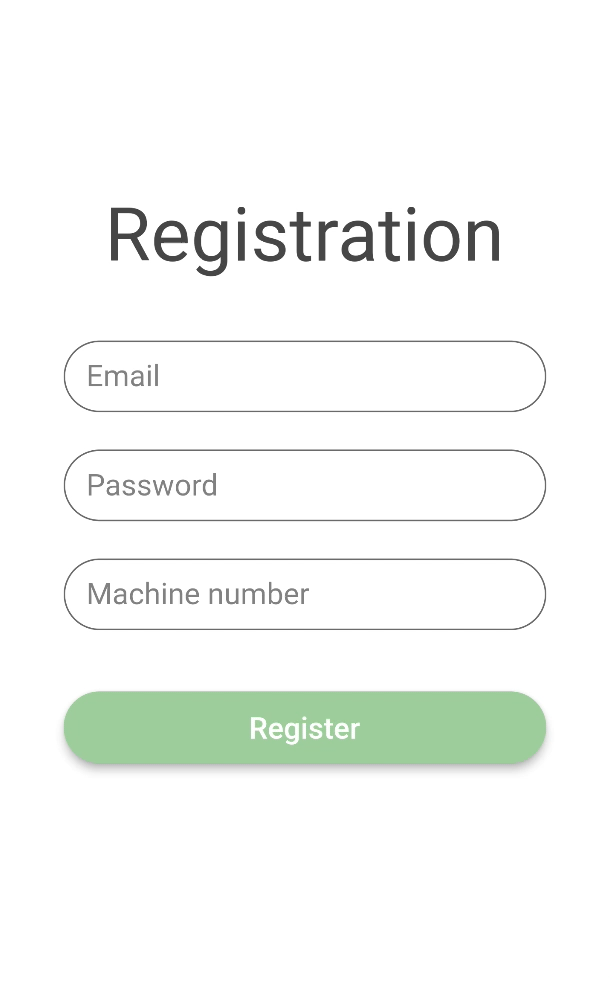 Registration
Email
Password
Machine number
Register